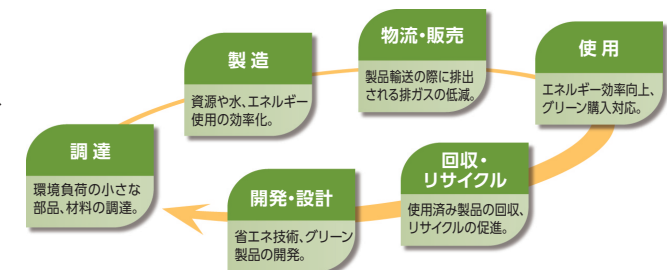 調達
環境負荷の小さな
部品、材料の調達。
製造
資源や水、エネルギー
使用の効率化。
物流・販売
製品輸送の際に排出
される排ガスの低減。
使用
エネルギー効率向上、
グリーン購入対応。
回収・
リサイクル
使用済み製品の回収、
リサイクルの促進。
開発・設計
省エネ技術、グリーン
製品の開発。